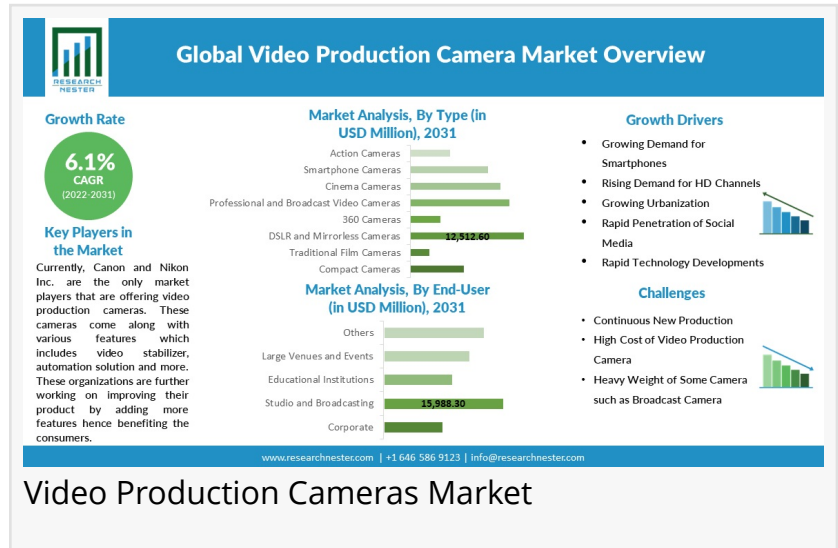 RESEARCH
NESTER
Global Video Production Camera Market Overview
Growth Rate
6.1%
CAGR
(2022-2031)
Key Players in
the Market
Currently, Canon and Nikon
Inc. are the only market
players that are offering video
production cameras. These
cameras come along with
various features which
includes video stabilizer,
automation solution and more.
These organizations are further
working on improving their
product by adding more
features hence benefiting the
consumers.
Market Analysis, By Type (in
USD Million), 2031
Action Cameras
Smartphone Cameras
Cinema Cameras
Professional and Broadcast Video Cameras
360 Cameras
DSLR and Mirrorless Cameras 12,512.60
Traditional Film Cameras
Compact Cameras
Market Analysis, By End-User
(in USD Million), 2031
Others
Large Venues and Events
Educational Institutions
Studio and Broadcasting 15,988.30
Corporate
Growth Drivers
• Growing Demand for
Smartphones
• Rising Demand for HD Channels
• Growing Urbanization
• Rapid Penetration of Social
Media
• Rapid Technology Developments
Challenges
• Continuous New Production
• High Cost of Video Production
Camera
• Heavy Weight of Some Camera
such as Broadcast Camera
www.researchnester.com | +1 646 586 9123 | info@researchnester.com
Video Production Cameras Market